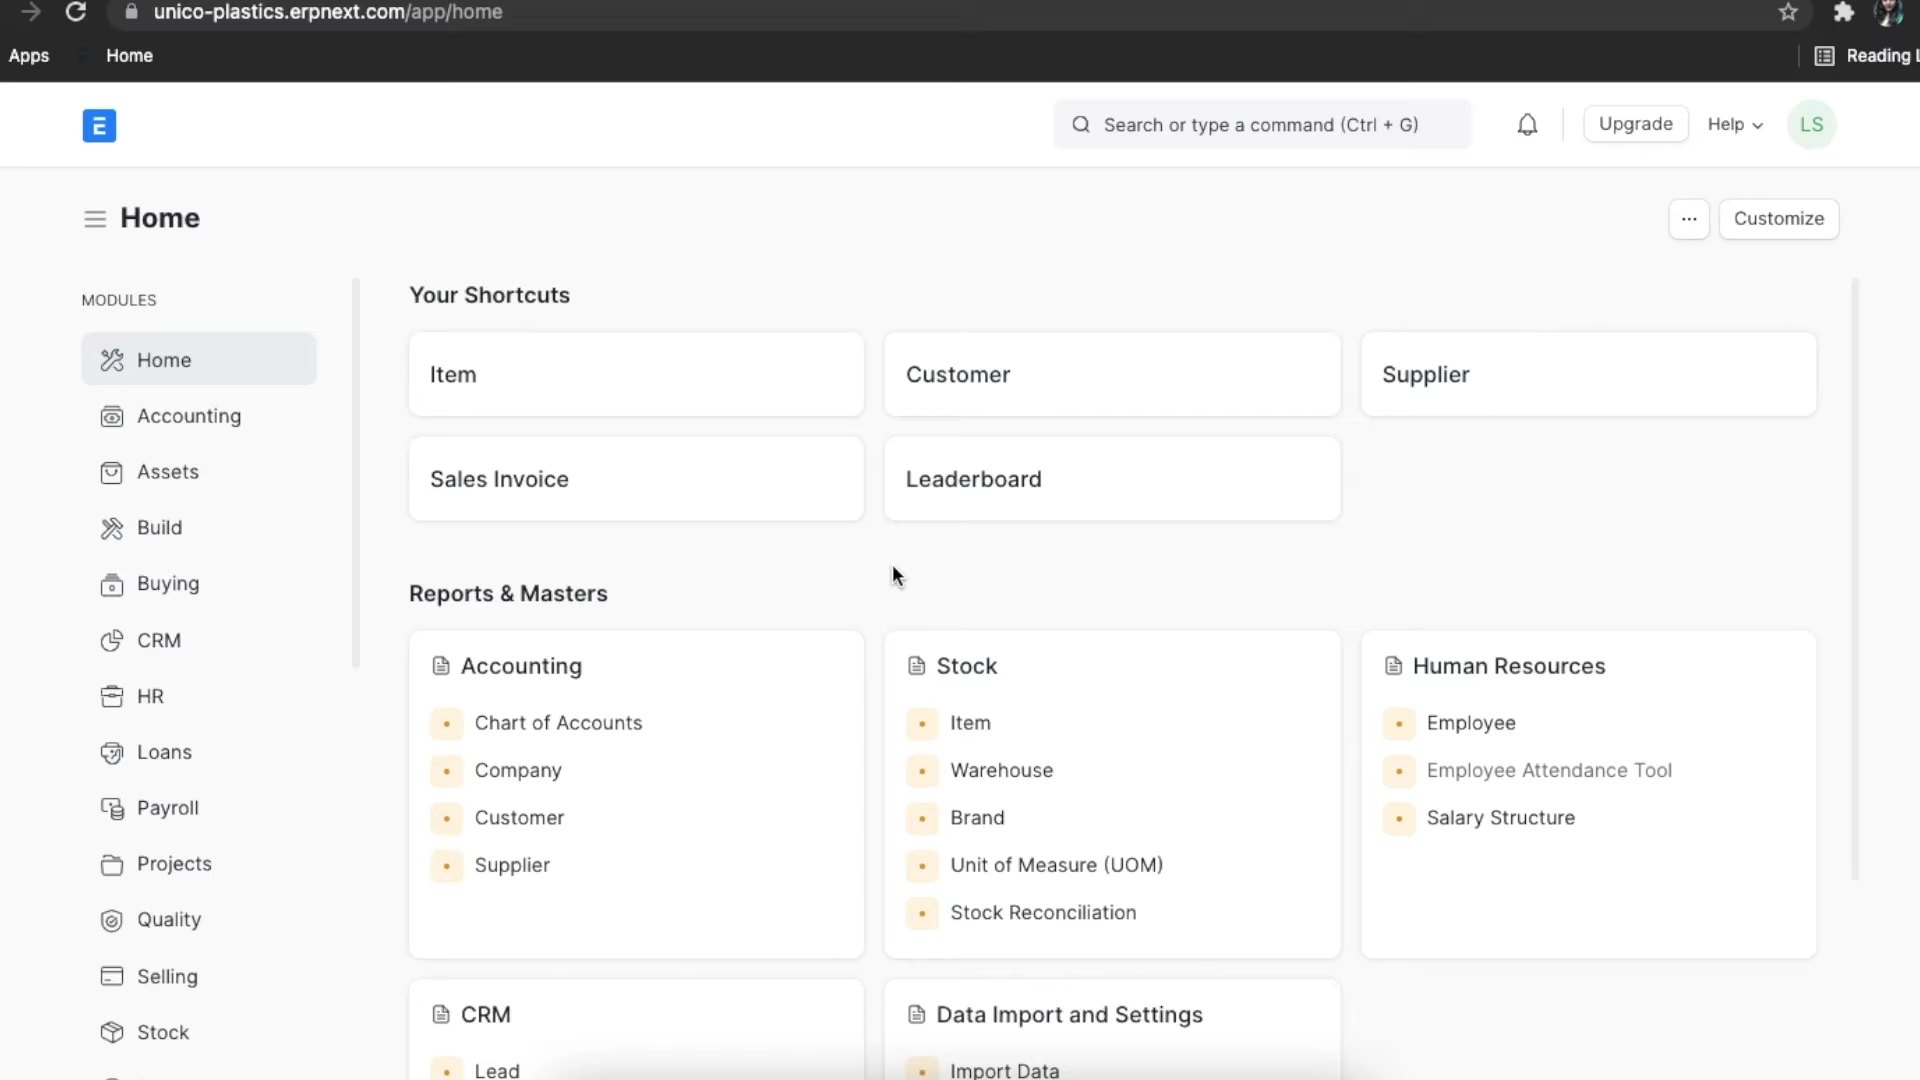 unico-plastics.erpnext.com/app/home
Apps
Home
Reading L
E
Search or type a command (Ctrl + G)
Upgrade
Help
LS
Home
...
Customize
MODULES
Home
Accounting
Assets
Build
Buying
CRM
HR
Loans
Payroll
Projects
Quality
Selling
Stock
Your Shortcuts
Item
Customer
Supplier
Sales Invoice
Leaderboard
Reports & Masters
Accounting
Chart of Accounts
Company
Customer
Supplier
Stock
Item
Warehouse
Brand
Unit of Measure (UOM)
Stock Reconciliation
Human Resources
Employee
Employee Attendance Tool
Salary Structure
CRM
Lead
Data Import and Settings
Import Data